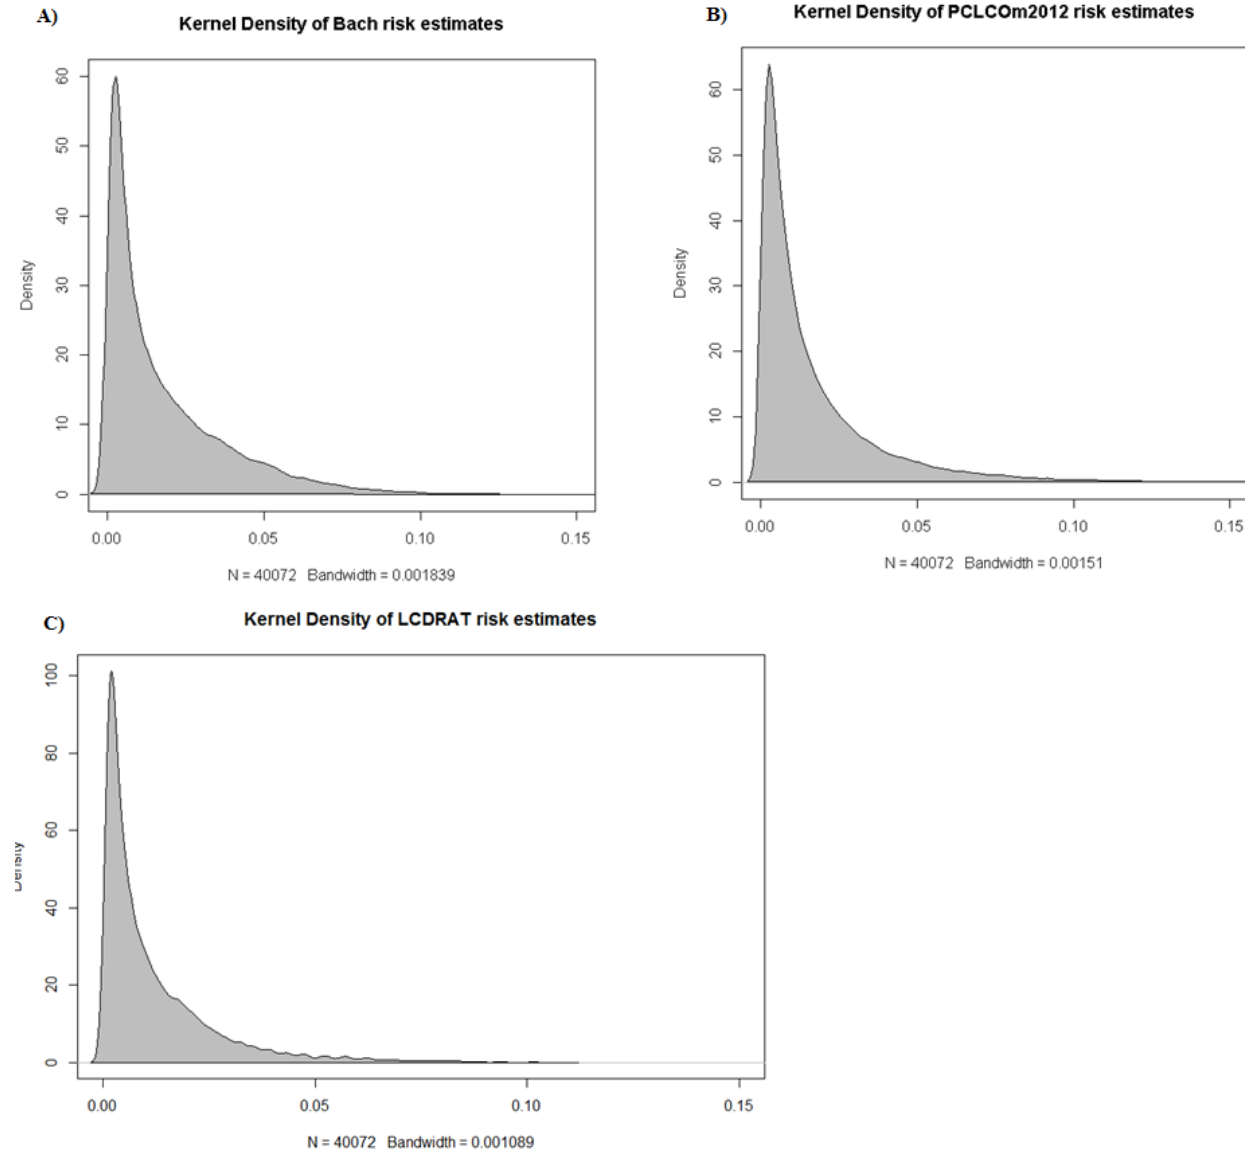 A)
Kernel Density of Bach risk estimates
Density
60
50
40
30
20
10
0
0.00 0.05 0.10 0.15
N = 40072 Bandwidth = 0.001839
B)
Kernel Density of PCLCOm2012 risk estimates
Density
60
50
40
30
20
10
0
0.00 0.05 0.10 0.15
N = 40072 Bandwidth = 0.00151
C)
Kernel Density of LCDRAT risk estimates
Density
100
80
60
40
20
0
0.00 0.05 0.10 0.15
N = 40072 Bandwidth = 0.001089